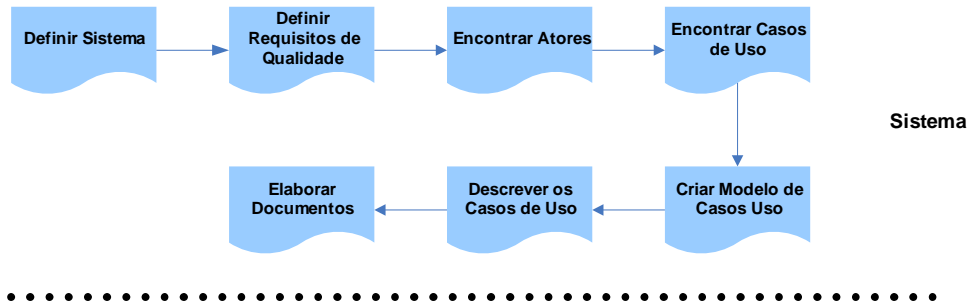 Definir Sistema
Definir
Requisitos de
Qualidade
Encontrar Atores
Encontrar Casos
de Uso
Sistema
Criar Modelo de
Casos Uso
Descrever os
Casos de Uso
Elaborar
Documentos